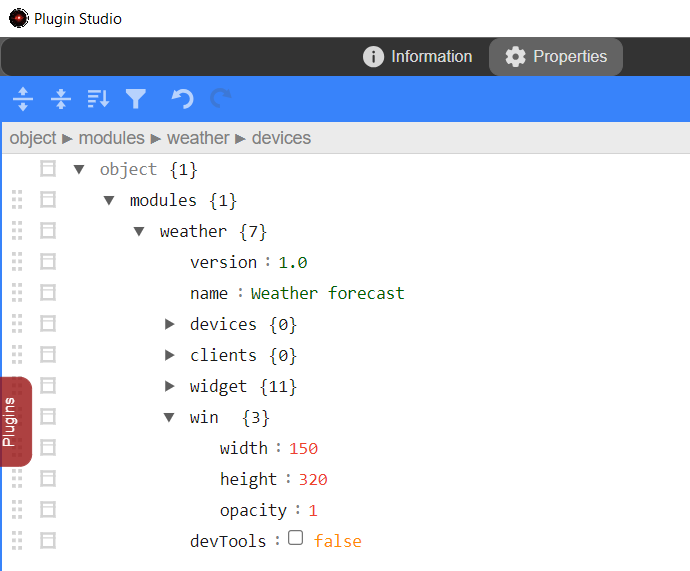 Plugin Studio
Information Properties
object ► modules ► weather ► devices
▼ object {1}
▼ modules {1}
▼ weather {7}
version : 1.0
name : Weather forecast
► devices {0}
► clients {0}
► widget {11}
▼ win {3}
width : 150
height : 320
opacity : 1
devTools : false
Plugins